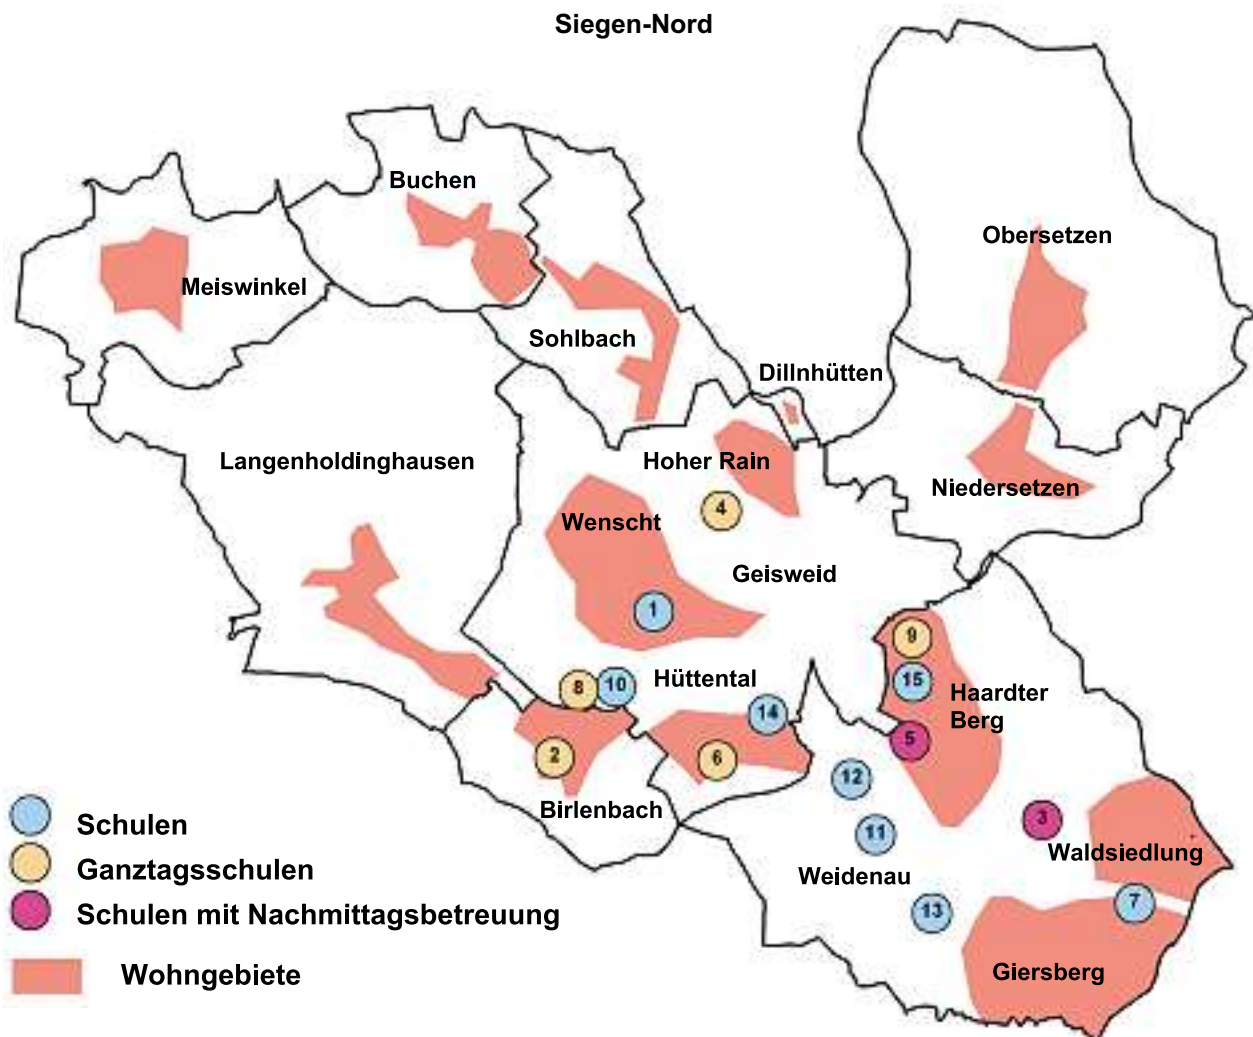 Siegen-Nord
Buchen
Obersetzen
Meiswinkel
Sohlbach
Dillnhütten
Langenholdinghausen
Hoher Rain
Niedersetzen
4
Wenscht
Geisweid
1
9
Hüttental
8
10
15
Haardter
Berg
14
5
2
6
12
Birlenbach
3
11
Waldsiedlung
Weidenau
7
13
Giersberg
Schulen
Ganztagsschulen
Schulen mit Nachmittagsbetreuung
Wohngebiete